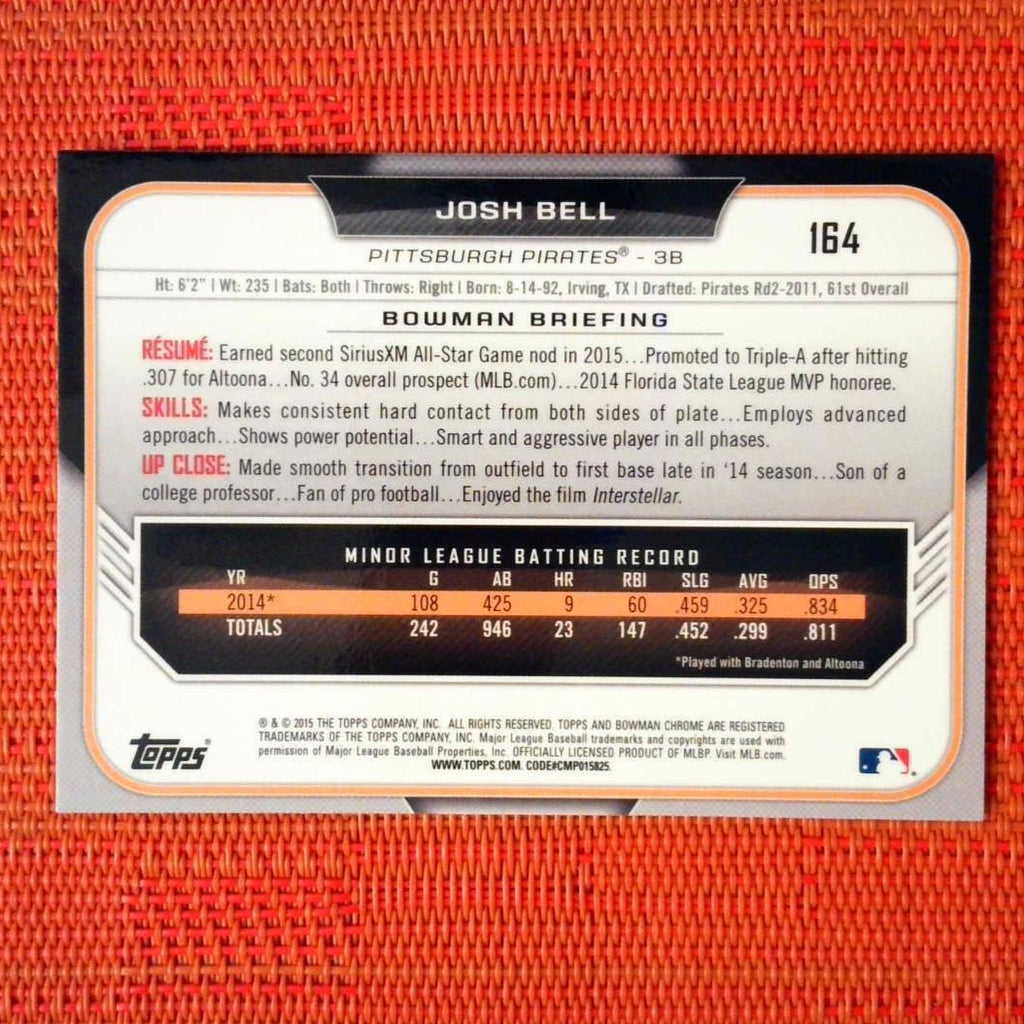 JOSH BELL
164
PITTSBURGH PIRATES® - 3B
Ht: 6'2" | Wt: 235 | Bats: Both | Throws: Right | Born: 8-14-92, Irving, TX | Drafted: Pirates Rd2-2011, 61st Overall
BOWMAN BRIEFING
RÉSUMÉ: Earned second SiriusXM All-Star Game nod in 2015...Promoted to Triple-A after hitting
.307 for Altoona...No. 34 overall prospect (MLB.com)...2014 Florida State League MVP honoree.
SKILLS: Makes consistent hard contact from both sides of plate...Employs advanced
approach...Shows power potential...Smart and aggressive player in all phases.
UP CLOSE: Made smooth transition from outfield to first base late in '14 season...Son of a
college professor...Fan of pro football...Enjoyed the film Interstellar.
MINOR LEAGUE BATTING RECORD
YR G AB HR RBI SLG AVG OPS
2014* 108 425 9 60 .459 .325 .834
TOTALS 242 946 23 147 .452 .299 .811
*Played with Bradenton and Altoona
® & © 2015 THE TOPPS COMPANY, INC. ALL RIGHTS RESERVED. TOPPS AND BOWMAN CHROME ARE REGISTERED
TRADEMARKS OF THE TOPPS COMPANY, INC. Major League Baseball trademarks and copyrights are used with
permission of Major League Baseball Properties, Inc. OFFICIALLY LICENSED PRODUCT OF MLBP. Visit MLB.com.
WWW.TOPPS.COM. CODE#CMP015825.
Topps®